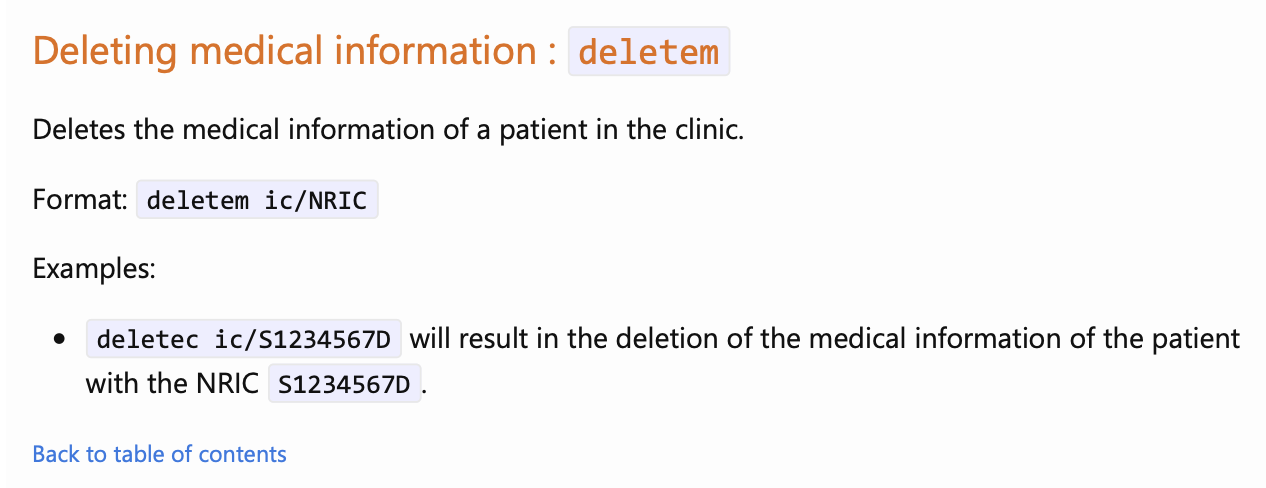 Deleting medical information : deletem
Deletes the medical information of a patient in the clinic.
Format: deletem ic/NRIC
Examples:
• deletec ic/S1234567D will result in the deletion of the medical information of the patient
with the NRIC S1234567D.
Back to table of contents